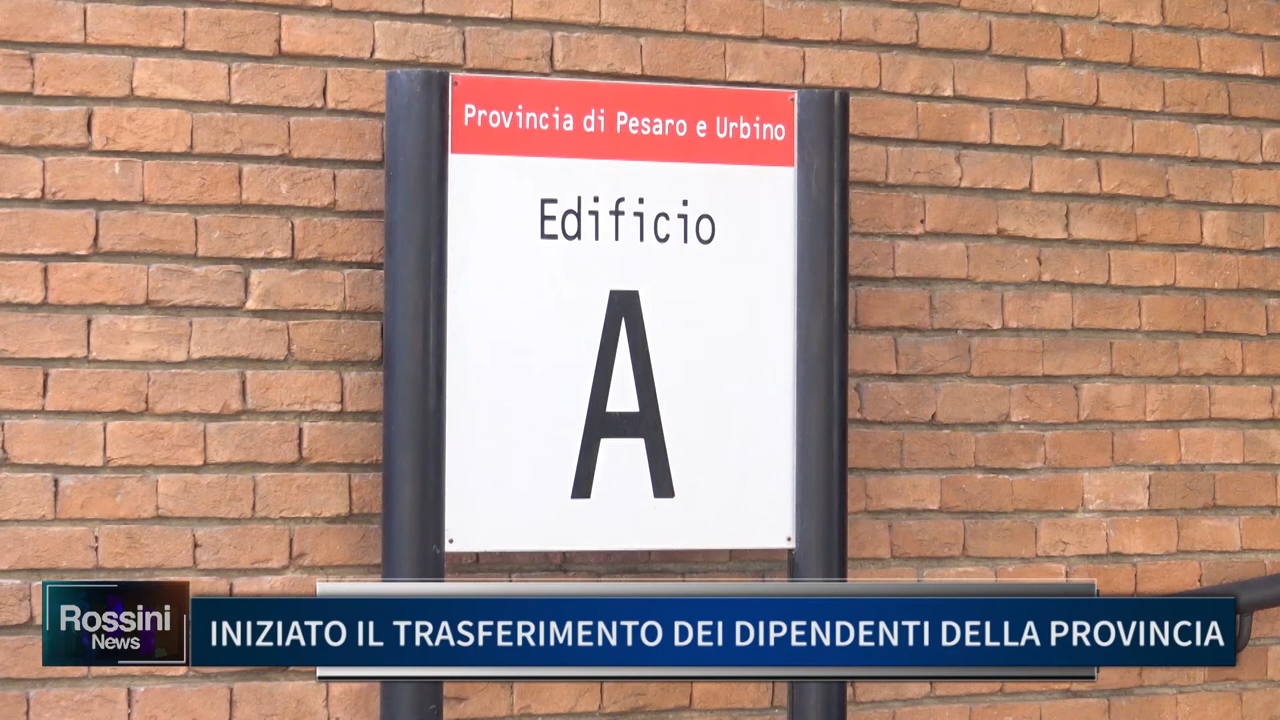 Provincia di Pesaro e Urbino
Edificio
A
Rossini
News
INIZIATO IL TRASFERIMENTO DEI DIPENDENTI DELLA PROVINCIA